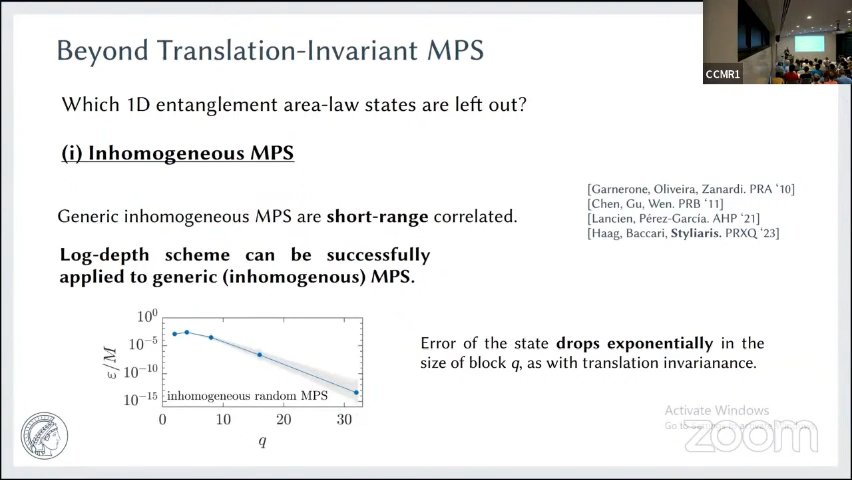 Beyond Translation-Invariant MPS
CCMR1
Which 1D entanglement area-law states are left out?
(i) Inhomogeneous MPS
[Garnerone, Oliveira, Zanardi. PRA '10]
[Chen, Gu, Wen. PRB '11]
[Lancien, Pérez-García. AHP '21]
[Haag, Baccari, Styliaris. PRXQ '23]
Generic inhomogeneous MPS are short-range correlated.
Log-depth scheme can be successfully
applied to generic (inhomogenous) MPS.
10^0
10^-5
10^-10
10^-15
ε/M
inhomogeneous random MPS
0 10 20 30
q
Error of the state drops exponentially in the
size of block q, as with translation invarianance.
Activate Windows
zoom